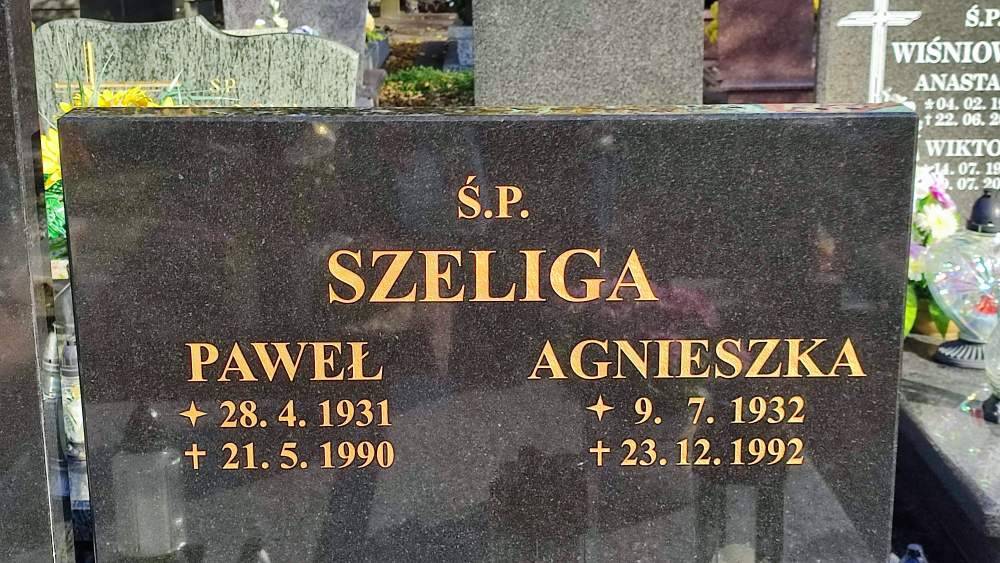 Ś.P.
SZELIGA
PAWEŁ
✦ 28. 4. 1931
† 21. 5. 1990
AGNIESZKA
✦ 9. 7. 1932
† 23. 12. 1992
Ś.P.